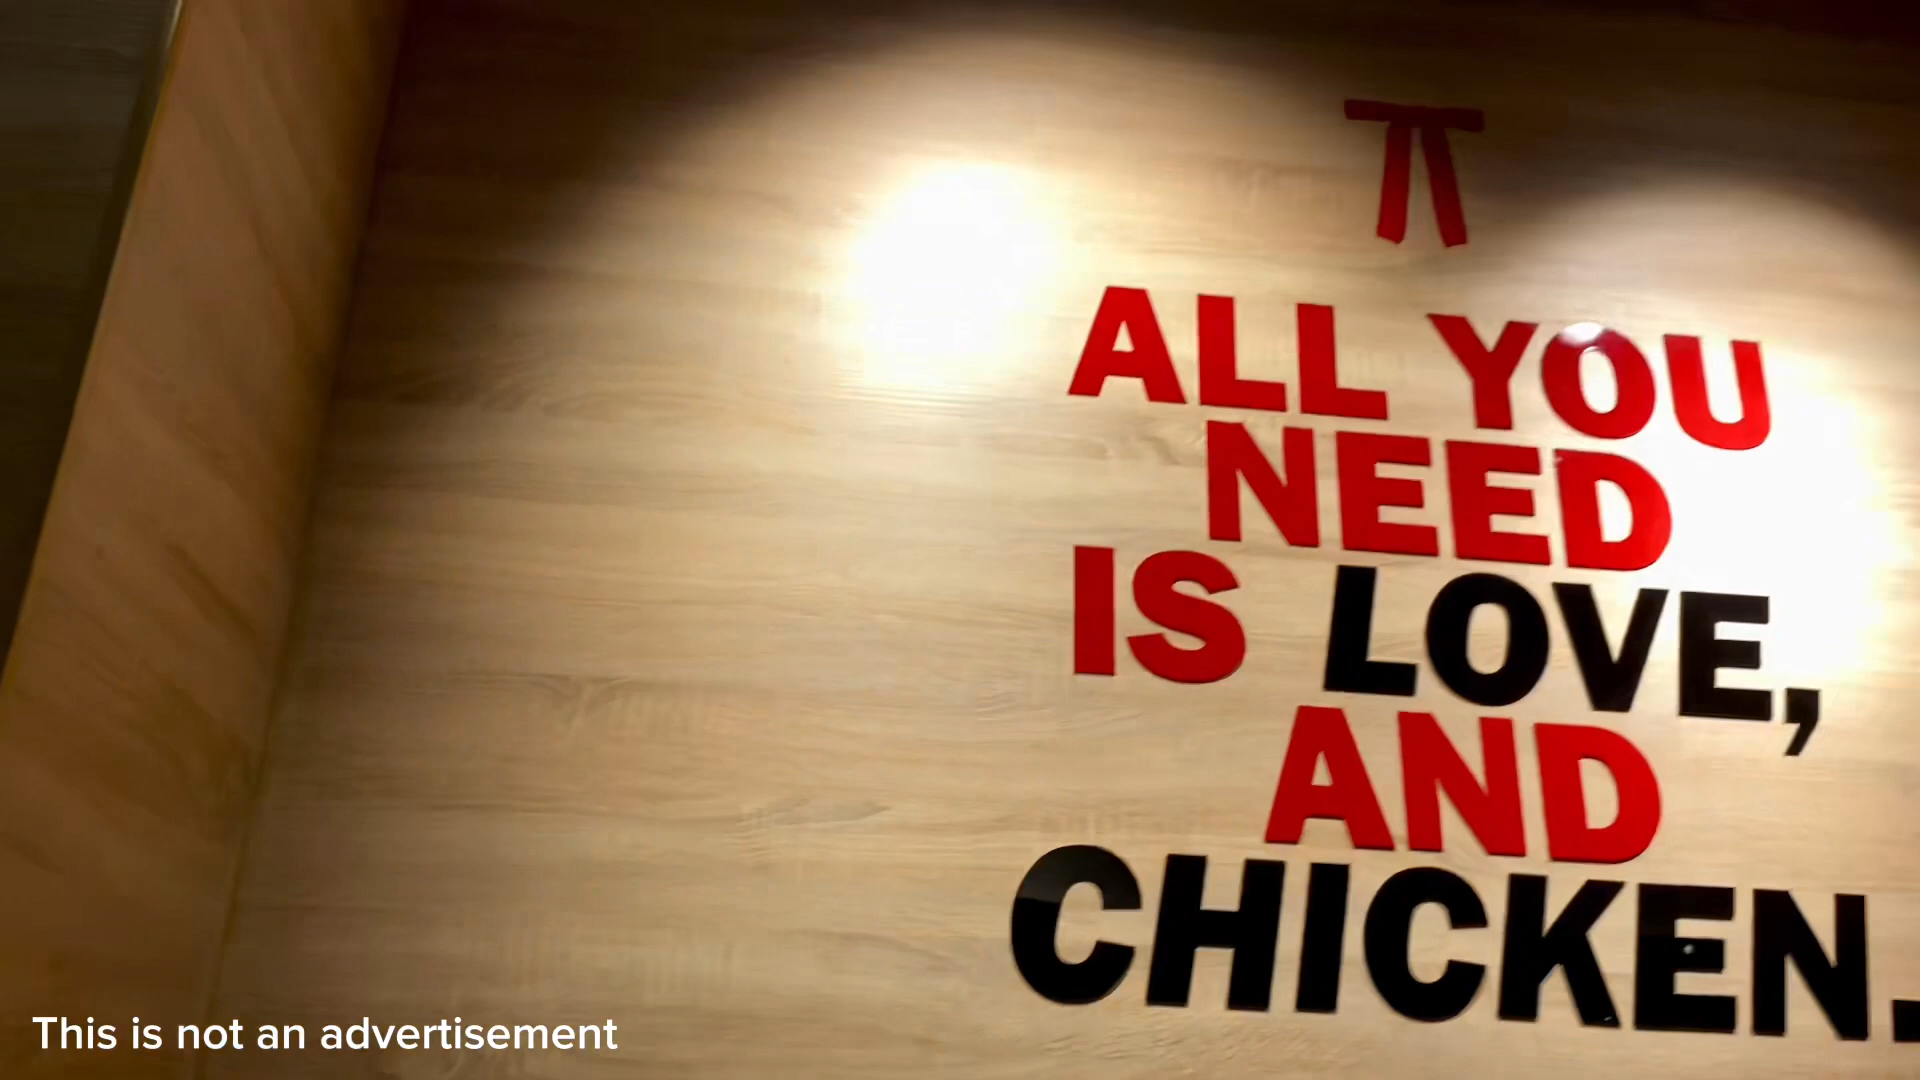 ALL YOU
NEED
IS LOVE,
AND
CHICKEN.
This is not an advertisement